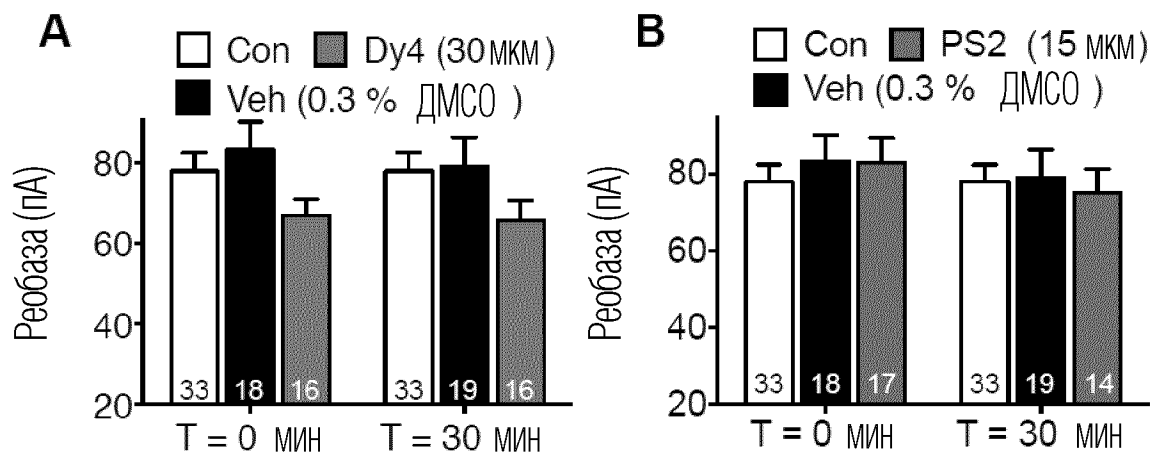 A
Con Dy4 (30 мкм)
Veh (0.3 % ДМСО )
Реобаза (пА)
80
60
40
20
33 18 16 33 19 16
T = 0 мин T = 30 мин
B
Con PS2 (15 мкм)
Veh (0.3 % ДМСО )
Реобаза (пА)
80
60
40
20
33 18 17 33 19 14
T = 0 мин T = 30 мин